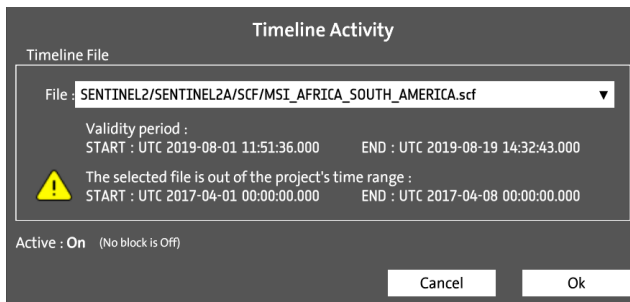 Timeline Activity
Timeline File
File : SENTINEL2/SENTINEL2A/SCF/MSI_AFRICA_SOUTH_AMERICA.scf
Validity period :
START : UTC 2019-08-01 11:51:36.000 END : UTC 2019-08-19 14:32:43.000
The selected file is out of the project's time range :
START : UTC 2017-04-01 00:00:00.000 END : UTC 2017-04-08 00:00:00.000
Active : On (No block is Off)
Cancel Ok